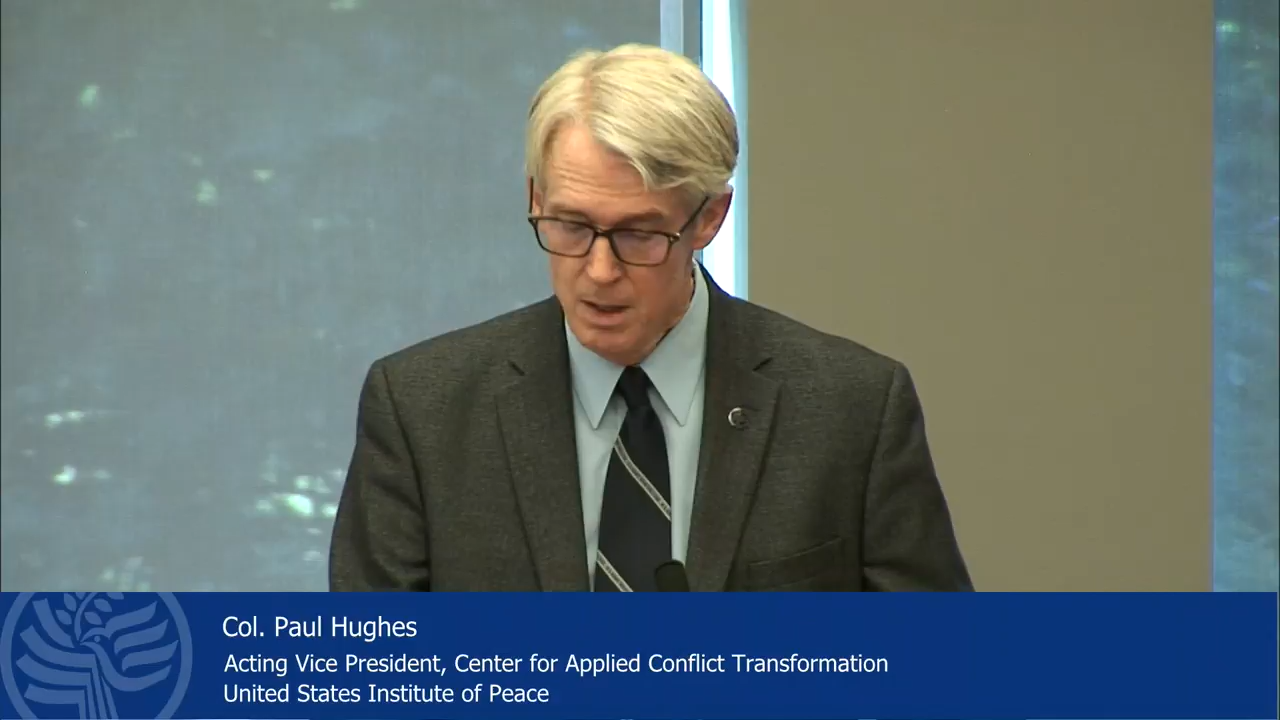 Col. Paul Hughes
Acting Vice President, Center for Applied Conflict Transformation
United States Institute of Peace